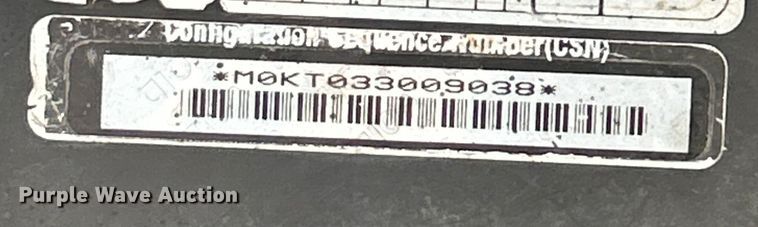 Configuration Sequence Number(CSN)
*M0KT033009038*
Purple Wave Auction